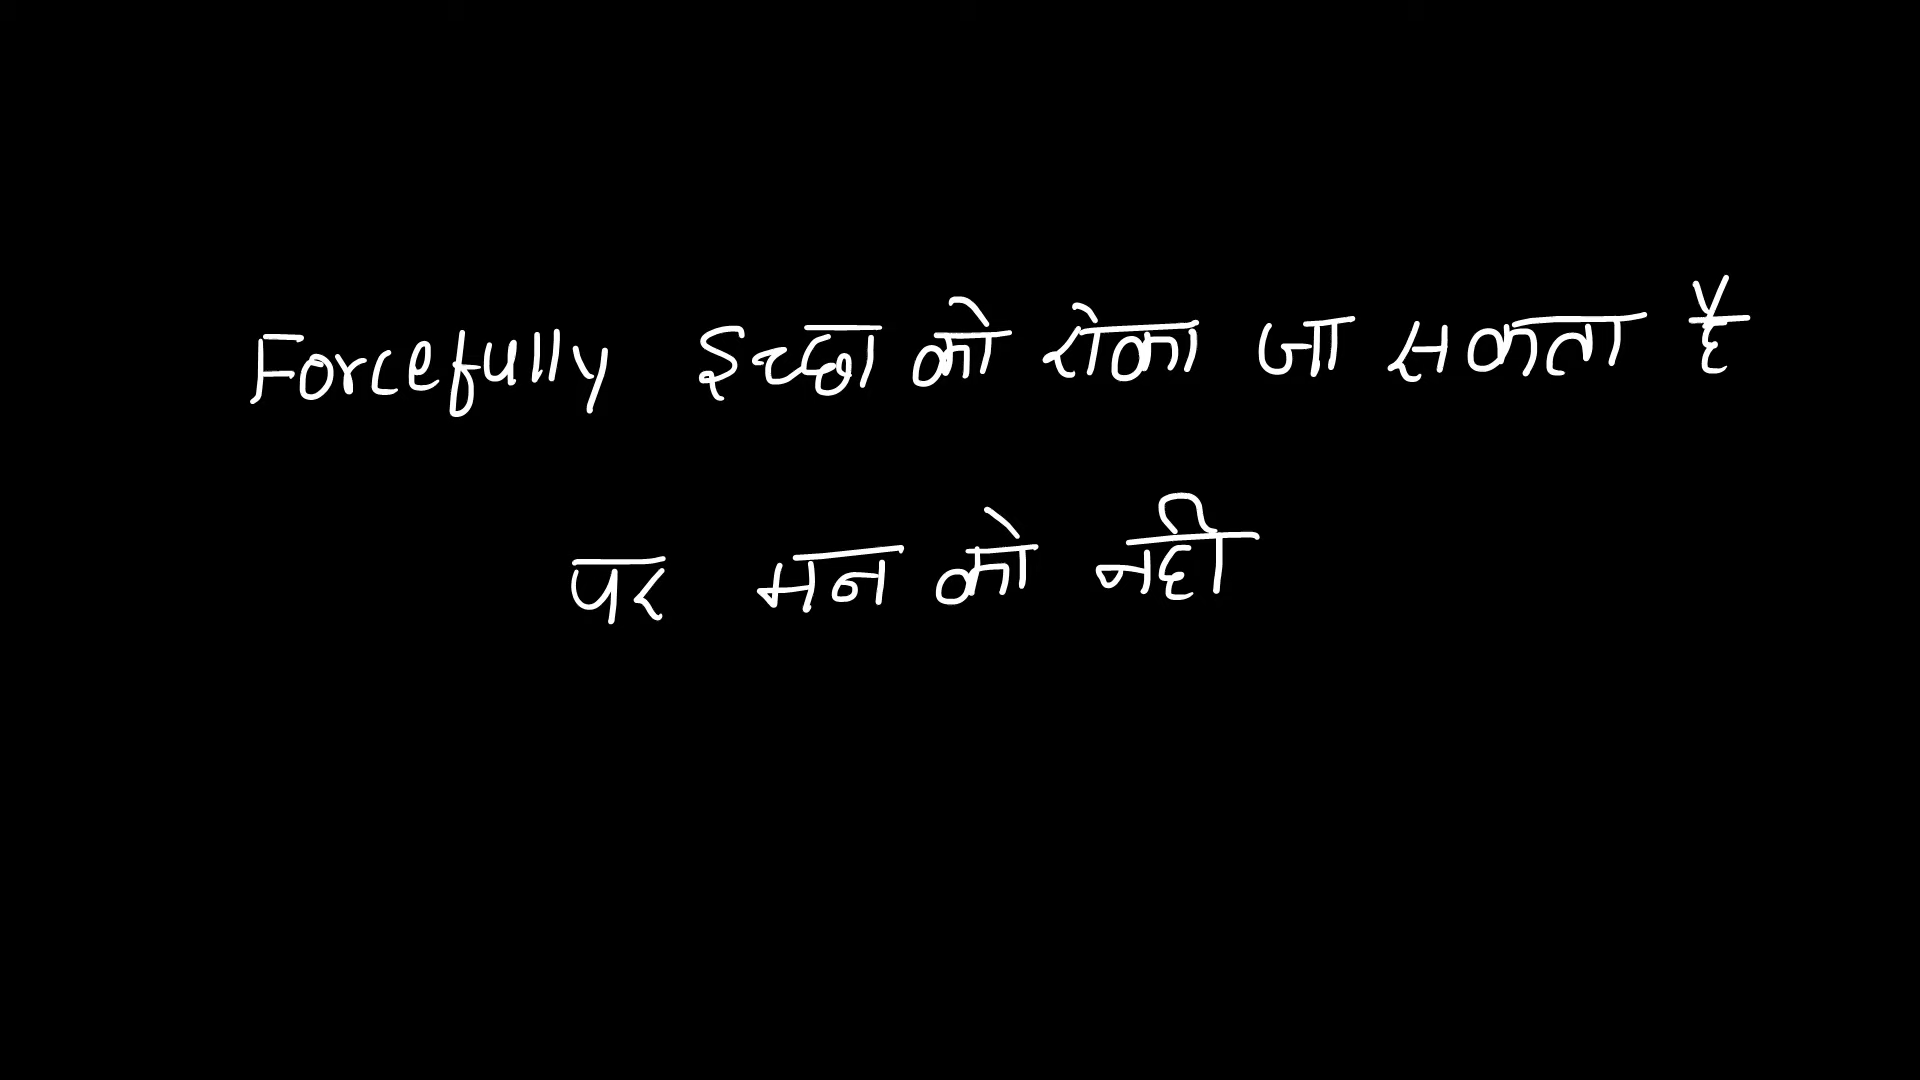 Forcefully इच्छा को रोका जा सकता है
पर मन को नही